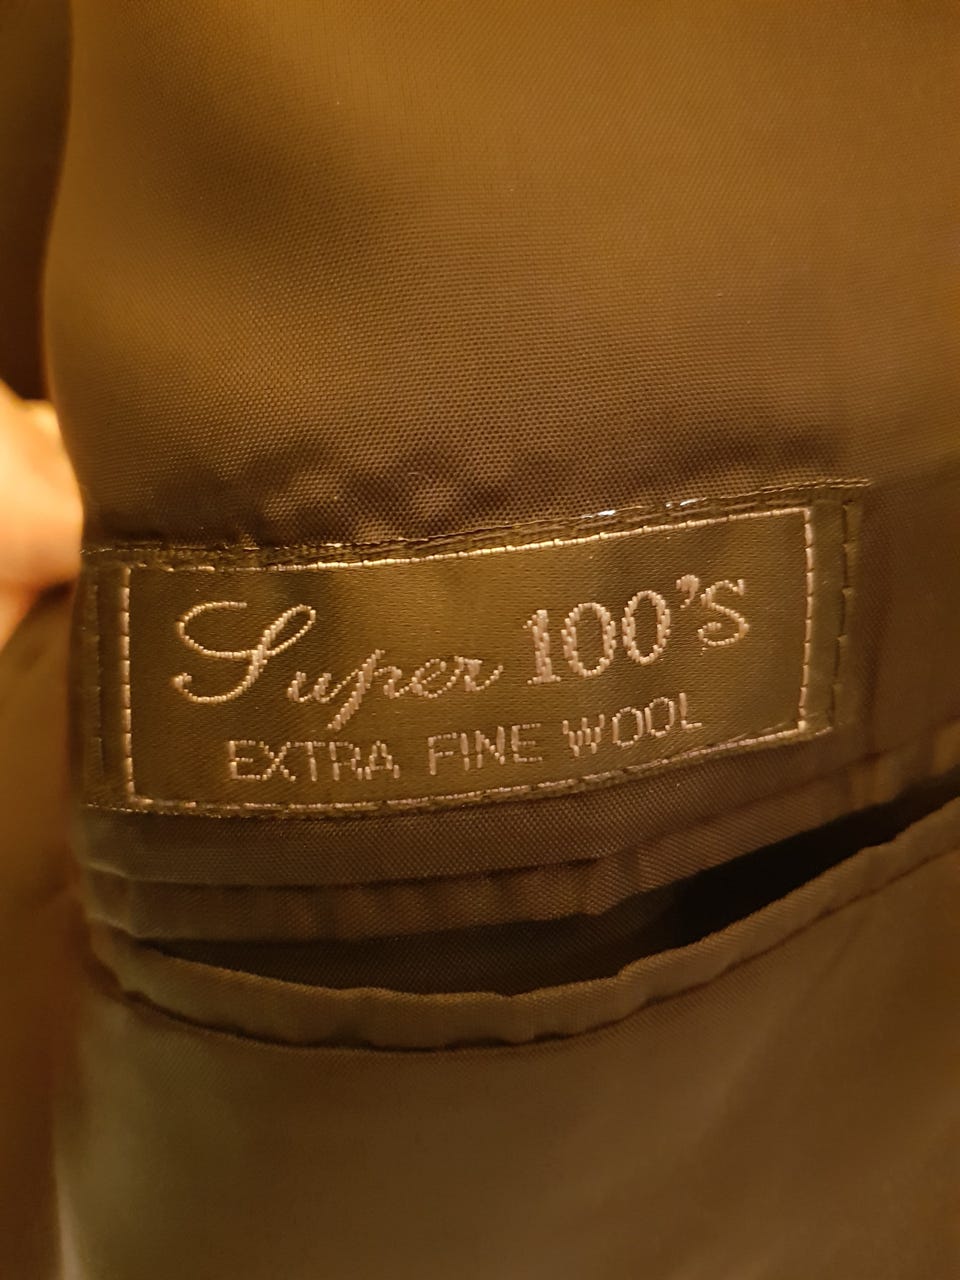 Super 100's
EXTRA FINE WOOL